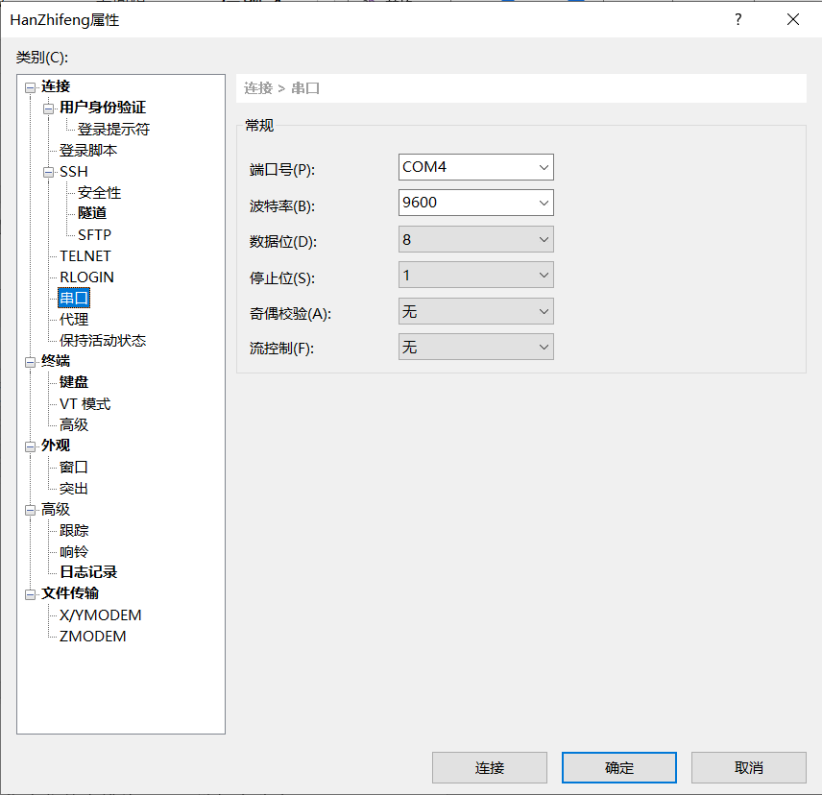 HanZhifeng属性
类别(C):
连接
用户身份验证
登录提示符
登录脚本
SSH
安全性
隧道
SFTP
TELNET
RLOGIN
串口
代理
保持活动状态
终端
键盘
VT 模式
高级
外观
窗口
突出
高级
跟踪
响铃
日志记录
文件传输
X/YMODEM
ZMODEM
连接 > 串口
常规
端口号(P): COM4
波特率(B): 9600
数据位(D): 8
停止位(S): 1
奇偶校验(A): 无
流控制(F): 无
连接 确定 取消